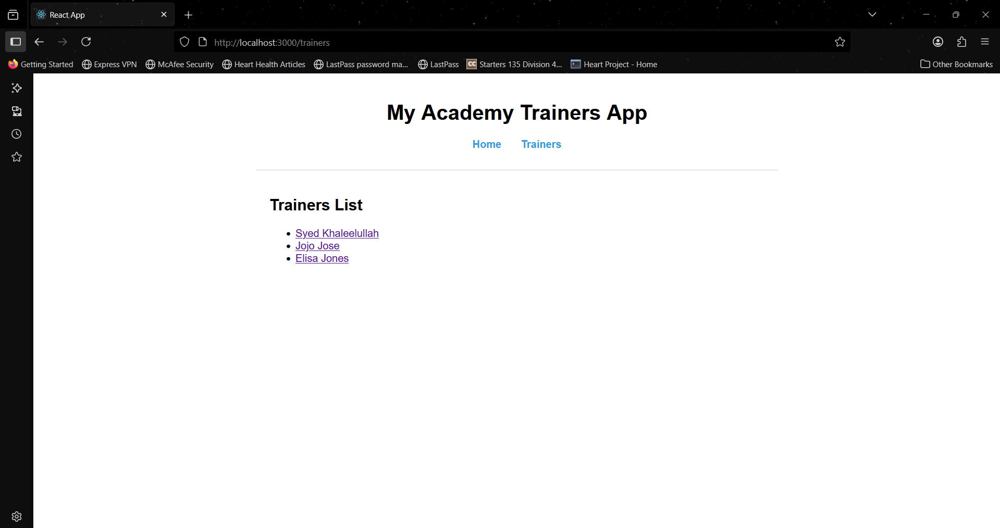 React App
http://localhost:3000/trainers
Getting Started Express VPN McAfee Security Heart Health Articles LastPass password ma... LastPass CC Starters 135 Division 4... Heart Project - Home Other Bookmarks
My Academy Trainers App
Home Trainers
Trainers List
Syed Khaleelullah
Jojo Jose
Elisa Jones